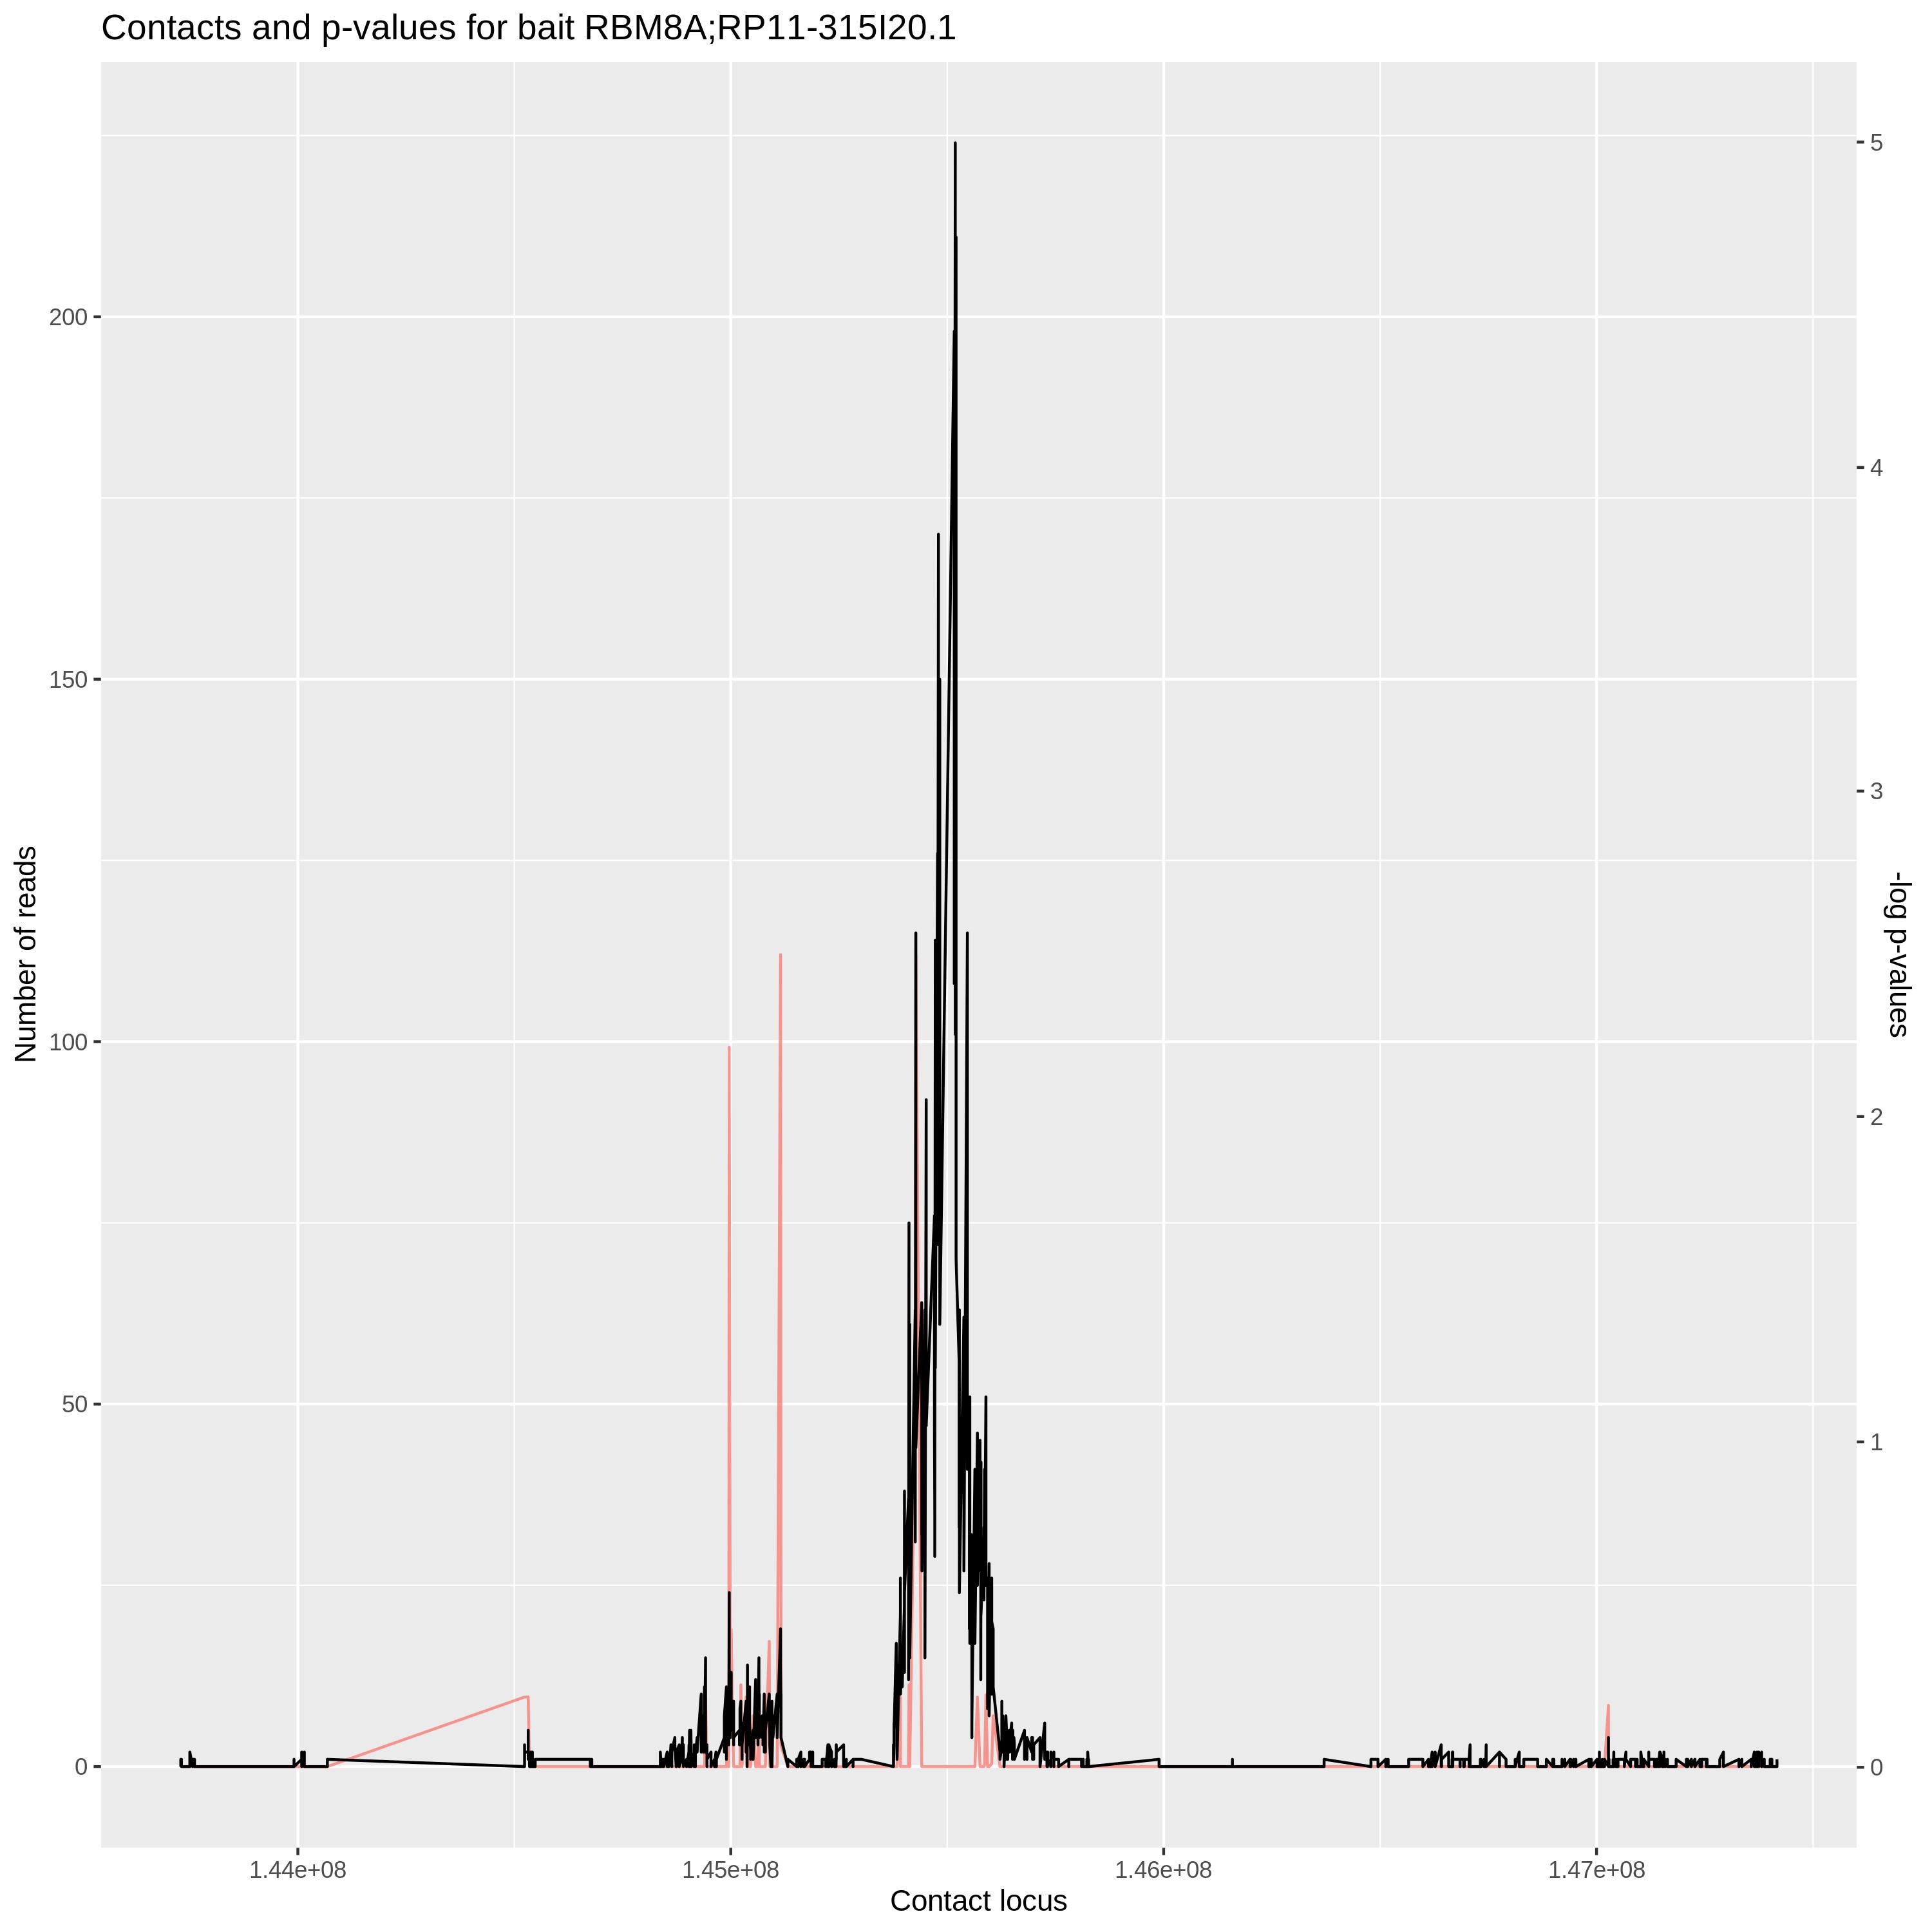 Contacts and p-values for bait RBM8A;RP11-315I20.1
Number of reads
200
150
100
50
0
5
4
3
2
1
0
-log p-values
1.44e+08 1.45e+08 1.46e+08 1.47e+08
Contact locus